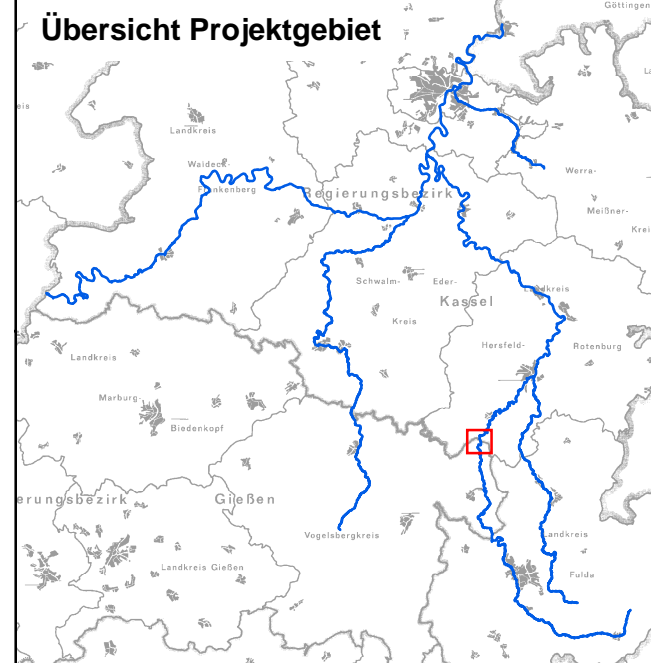 Übersicht Projektgebiet
Göttingen
Landkreis
Waldeck-
Frankenberg
Regierungsbezirk
Werra-
Meißner-
Kreis
Schwalm- Eder-
Kreis
Kassel
Landkreis
Hersfeld-
Rotenburg
Landkreis
Marburg-
Biedenkopf
erungsbezirk
Gießen
Vogelsbergkreis
Landkreis Gießen
Landkreis
Fulda